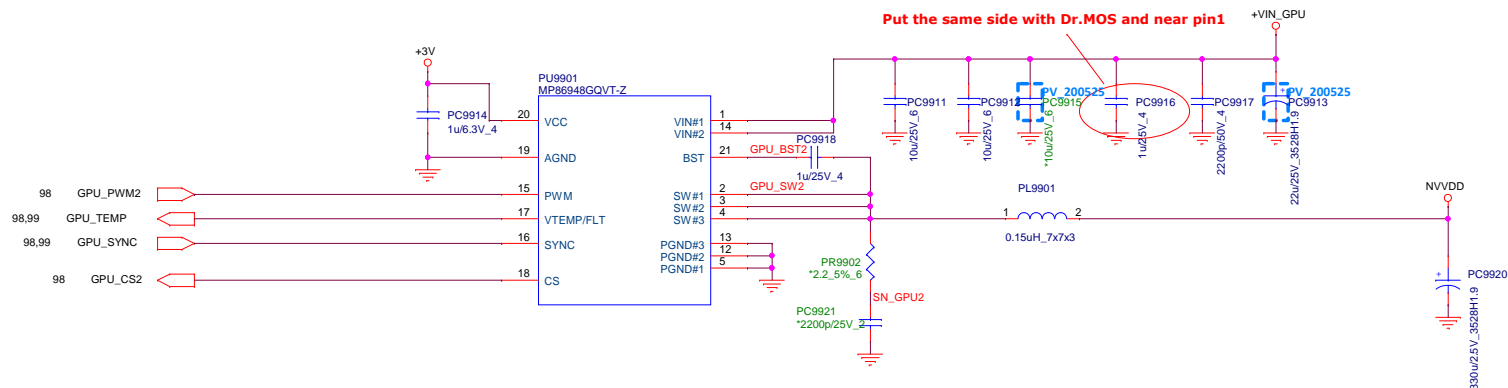 Put the same side with Dr.MOS and near pin1
+VIN_GPU
+3V
PU9901
MP86948GQVT-Z
PC9914
1u/6.3V_4
20
VCC
19
AGND
15
PWM
17
VTEMP/FLT
16
SYNC
18
CS
VIN#1
1
VIN#2
14
BST
21
SW#1
2
SW#2
3
SW#3
4
PGND#3
13
PGND#2
12
PGND#1
5
98 GPU_PWM2
98,99 GPU_TEMP
98,99 GPU_SYNC
98 GPU_CS2
GPU_BST2
PC9918
1u/25V_4
GPU_SW2
PC9911
10u/25V_6
PC9912
10u/25V_6
PV_200525
PC9915
*10u/25V_6
PC9916
1u/25V_4
PC9917
2200p/50V_4
PV_200525
+
PC9913
22u/25V_3528H1.9
PL9901
1
2
0.15uH_7x7x3
NVVDD
PR9902
*2.2_5%_6
SN_GPU2
PC9921
*2200p/25V_2
+
PC9920
330u/2.5V_3528H1.9